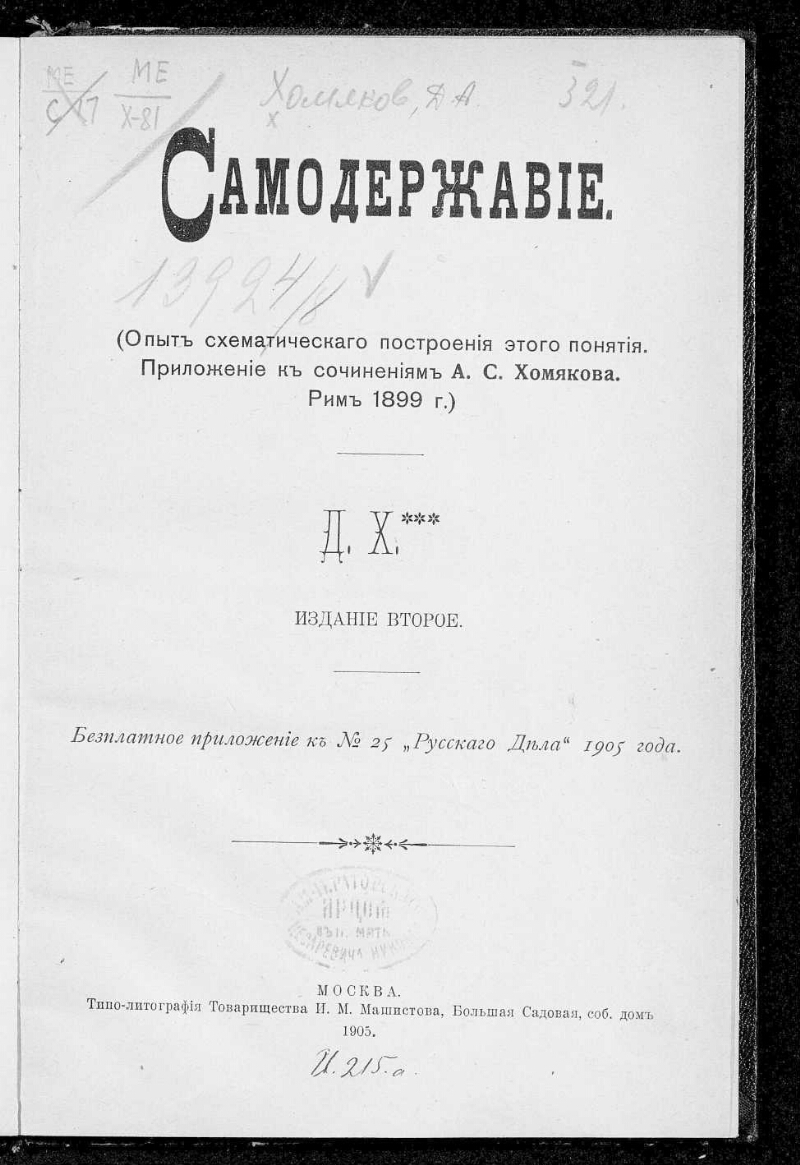 МЕ
МЕ
Х-81
Хомяков, Д А.
321.
САМОДЕРЖАВІЕ.
13924/8
(Опытъ схематическаго построенія этого понятія.
Приложеніе къ сочиненіямъ А. С. Хомякова.
Римъ 1899 г.)
Д. Х.***
ИЗДАНІЕ ВТОРОЕ.
Безплатное приложеніе къ № 25 „Русскаго Дѣла“ 1905 года.
МОСКВА.
Типо-литографія Товарищества И. М. Машистова, Большая Садовая, соб. домъ
1905.
И. 215.а.